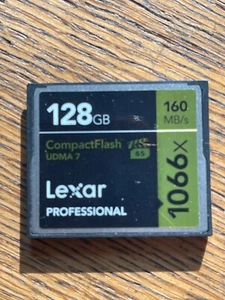 128GB
160
MB/s
CompactFlash
UDMA 7
Lexar
PROFESSIONAL
1066x